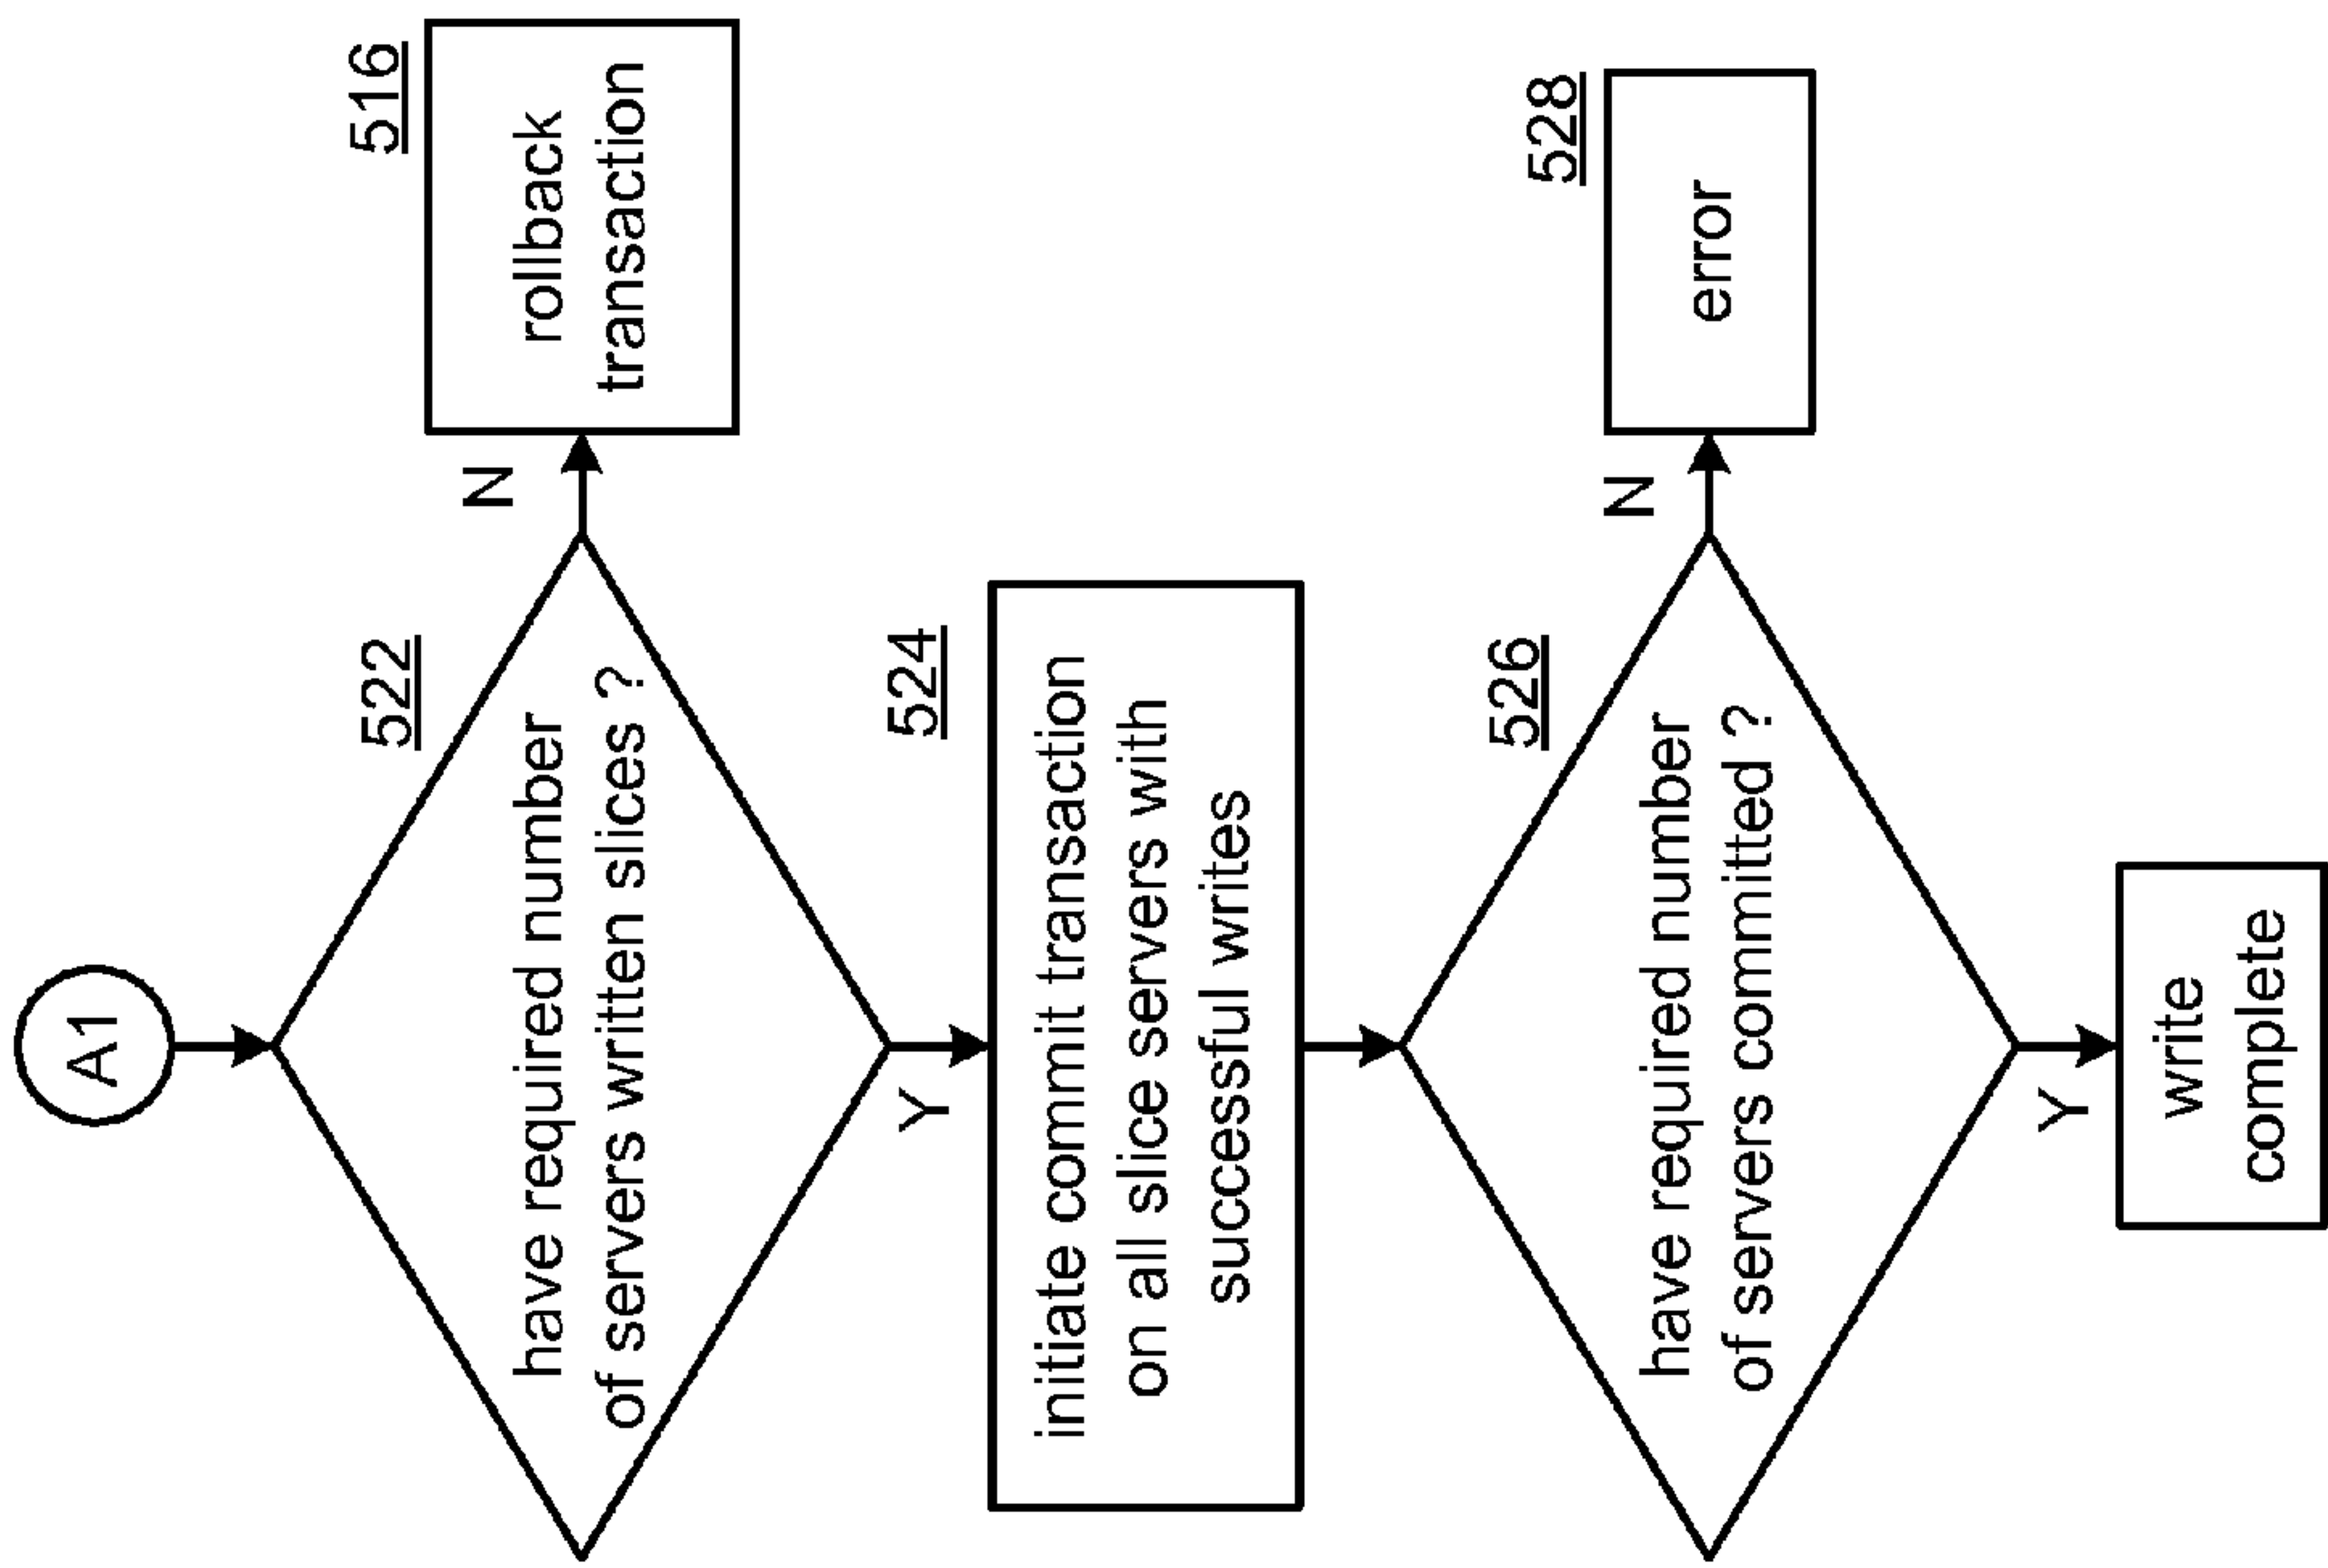 A1
522
have required number
of servers written slices ?
N
516
rollback
transaction
Y
524
initiate commit transaction
on all slice servers with
successful writes
526
have required number
of servers committed ?
N
528
error
Y
write
complete